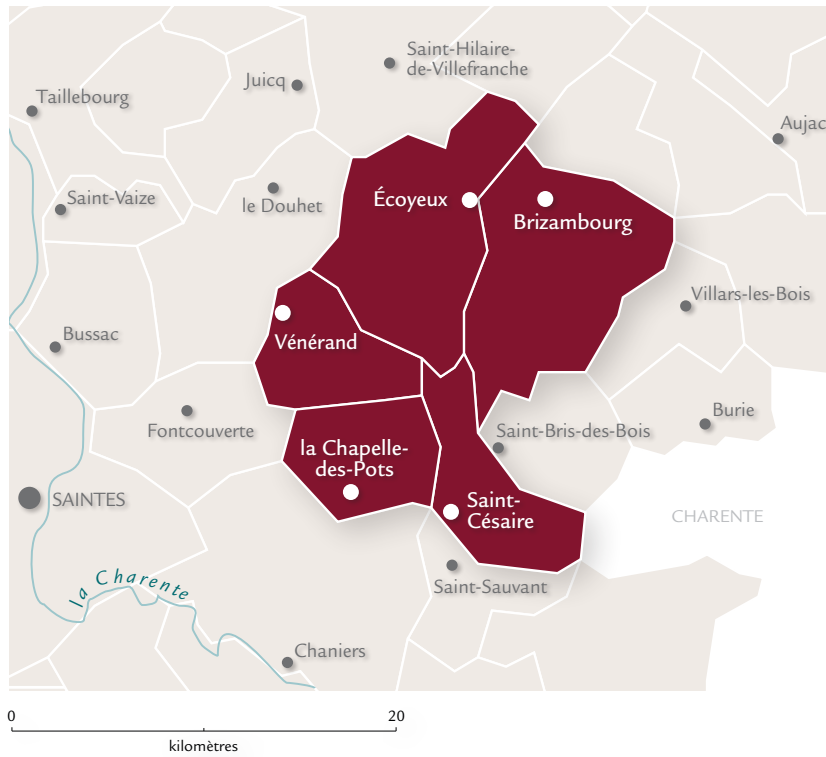 Saint-Hilaire-
de-Villefranche
Juicq
Taillebourg
Aujac
Saint-Vaize
le Douhet
Écoyeux
Brizambourg
Villars-les-Bois
Bussac
Vénérand
Fontcouverte
Burie
la Chapelle-
des-Pots
Saint-Bris-des-Bois
SAINTES
Saint-
Césaire
CHARENTE
la Charente
Saint-Sauvant
Chaniers
0 20
kilomètres